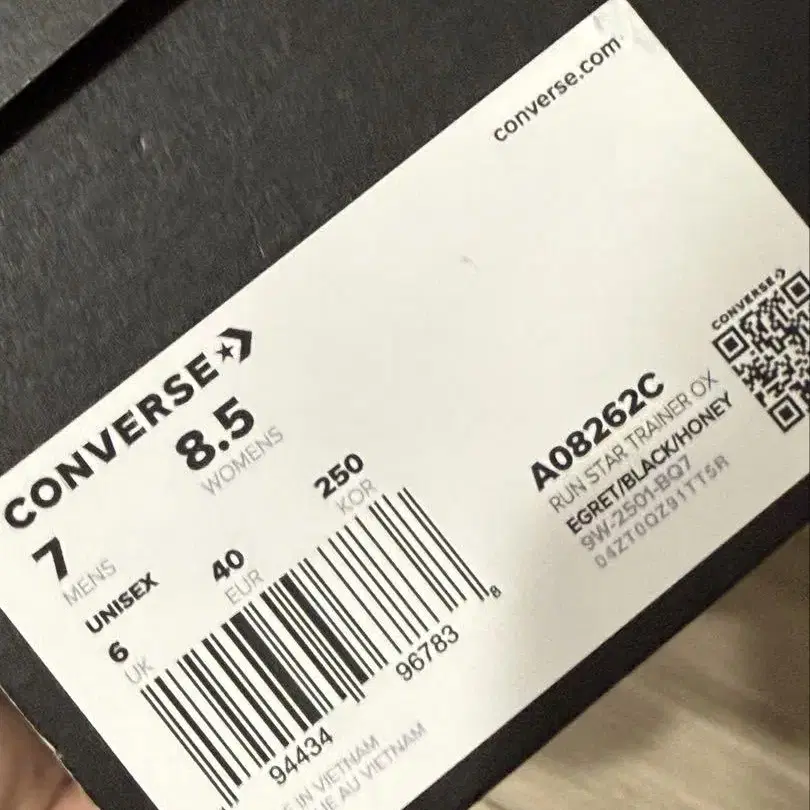 converse.com
CONVERSE
7
MENS
8.5
WOMENS
UNISEX
6
UK
40
EUR
250
KOR
94434 96783 8
IN VIETNAM
AU VIETNAM
CONVERSE
A08262C
RUN STAR TRAINER OX
EGRET/BLACK/HONEY
9W-2501-BQ7
04ZT0QZ91TT5R